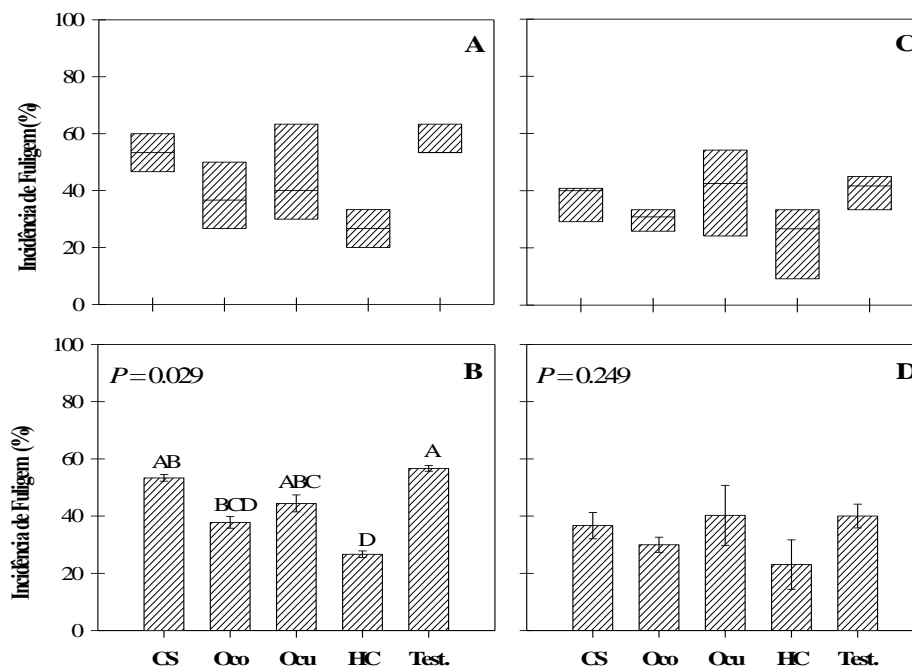 100
80
60
40
20
0
Incidência de Fuligem (%)
A
C
100
80
60
40
20
0
Incidência de Fuligem (%)
P = 0.029
B
AB
BCD
ABC
D
A
P = 0.249
D
CS Oco Ocu HC Test.
CS Oco Ocu HC Test.